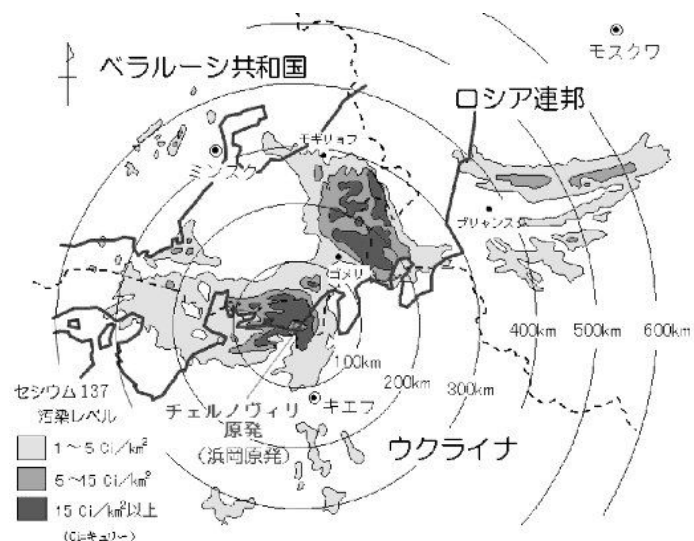 モスクワ
ベラルーシ共和国
ロシア連邦
モギリョフ
ミンスク
ブリャンスク
ゴメリ
100km
200km
300km
400km
500km
600km
セシウム137
汚染レベル
1～5 Ci/km²
5～15 Ci/km²
15 Ci/km²以上
(Ci=キュリー)
チェルノヴィリ
原発
(浜岡原発)
キエフ
ウクライナ